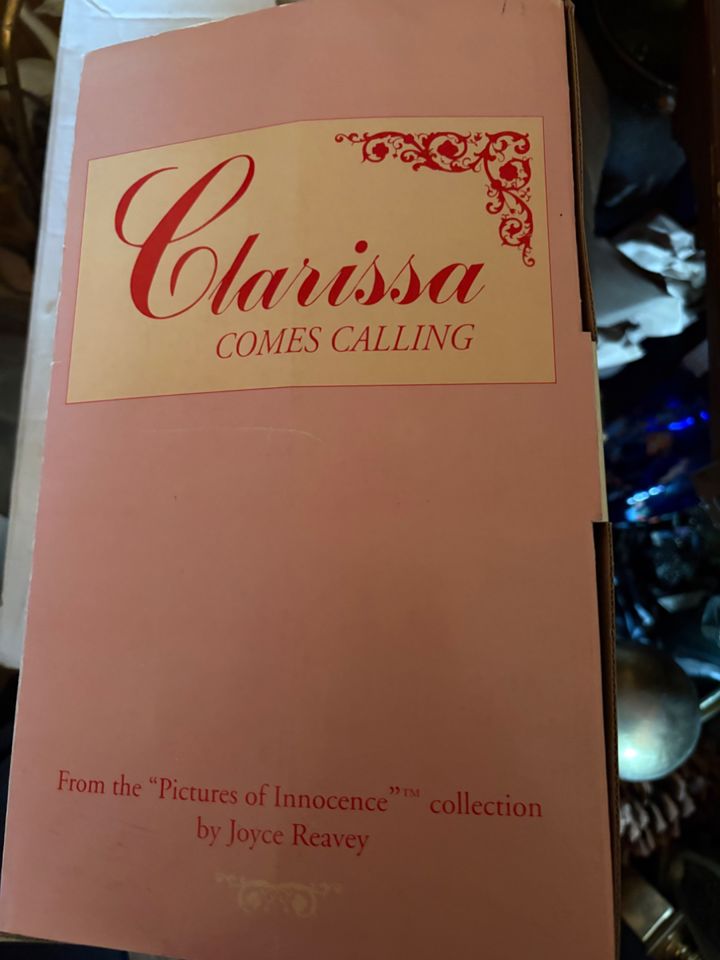 Clarissa
COMES CALLING
From the “Pictures of Innocence”™ collection
by Joyce Reavey